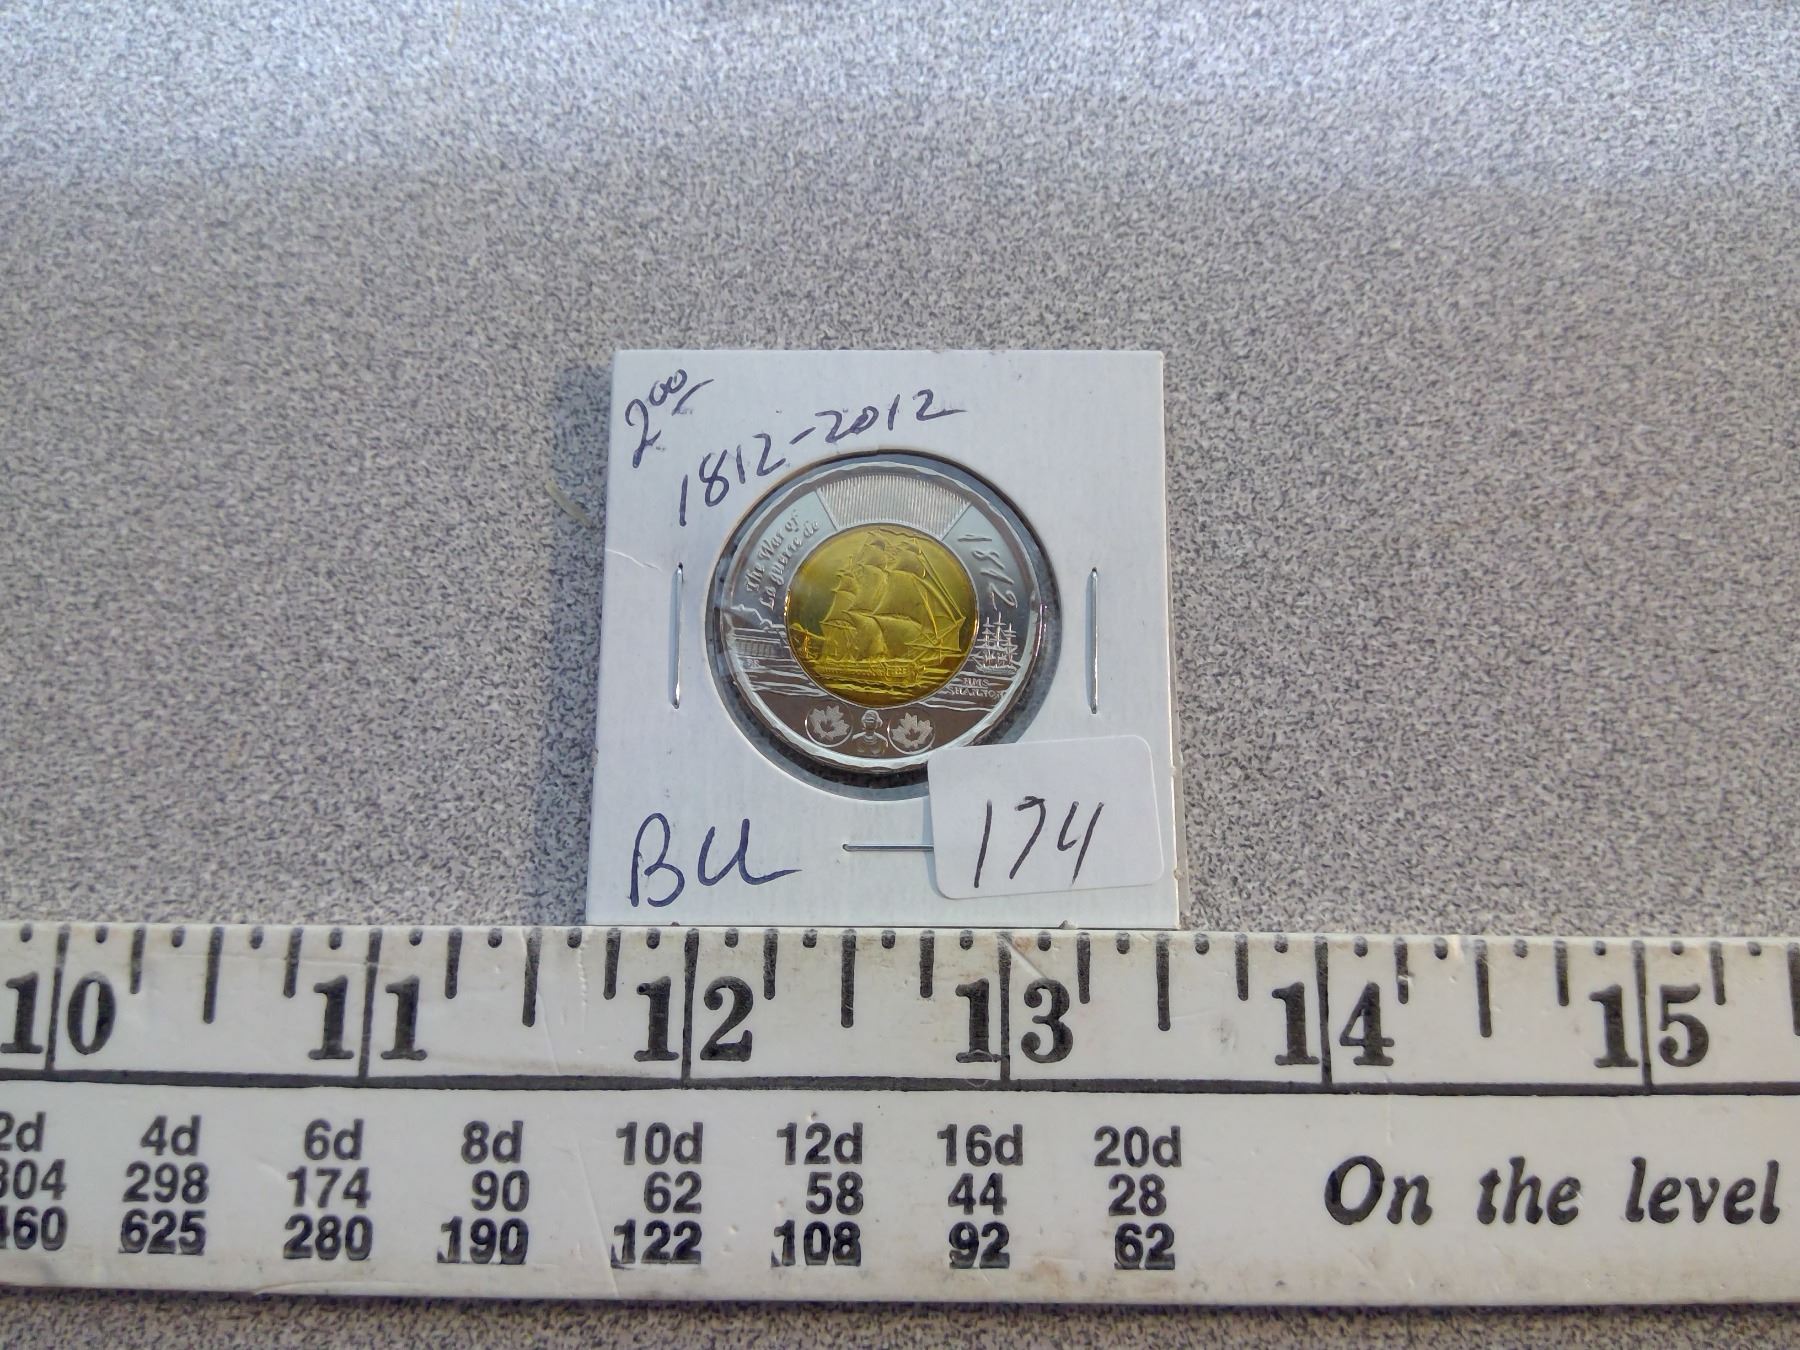 2.00
1812-2012
The War of
La guerre de
1812
HMS
SHANNON
BU
174
10 11 12 13 14 15
2d 4d 6d 8d 10d 12d 16d 20d
304 298 174 90 62 58 44 28
460 625 280 190 122 108 92 62
On the level